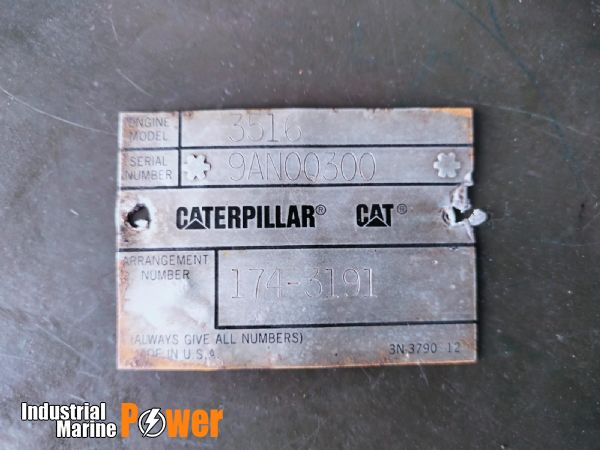 ENGINE MODEL 3516
SERIAL NUMBER *9AN00300*
CATERPILLAR® CAT®
ARRANGEMENT NUMBER 174-3191
(ALWAYS GIVE ALL NUMBERS)
MADE IN U.S.A. 3N 3790 12
Industrial
Marine Power